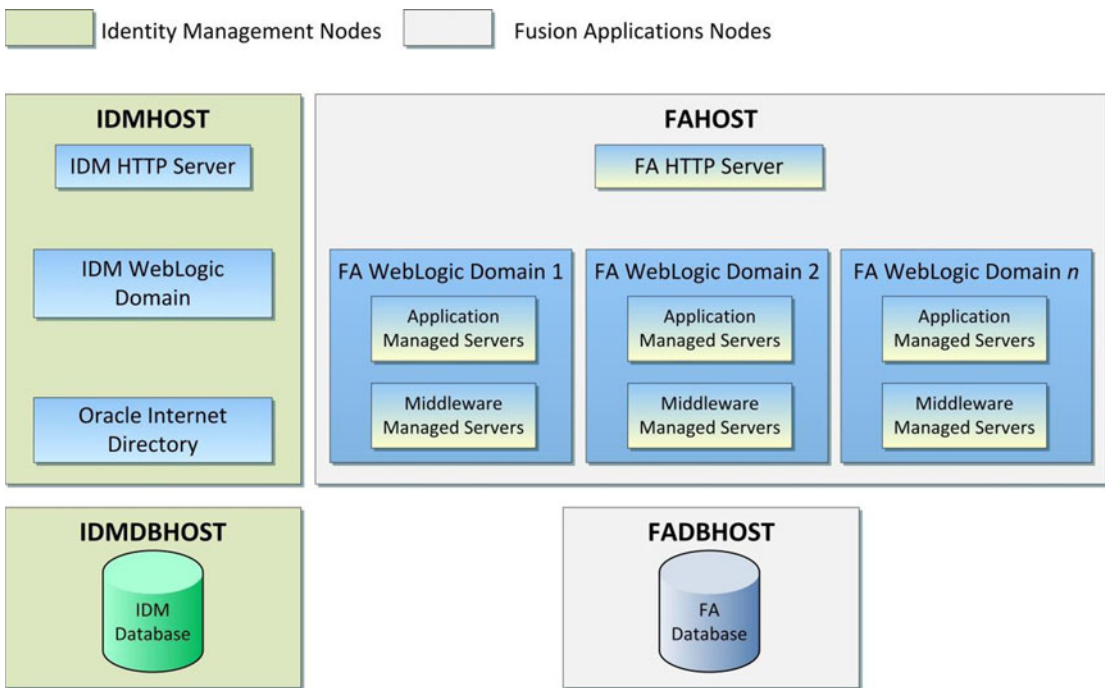 Identity Management Nodes
Fusion Applications Nodes
IDMHOST
IDM HTTP Server
IDM WebLogic
Domain
Oracle Internet
Directory
FAHOST
FA HTTP Server
FA WebLogic Domain 1
Application
Managed Servers
Middleware
Managed Servers
FA WebLogic Domain 2
Application
Managed Servers
Middleware
Managed Servers
FA WebLogic Domain n
Application
Managed Servers
Middleware
Managed Servers
IDMDBHOST
IDM
Database
FADBHOST
FA
Database